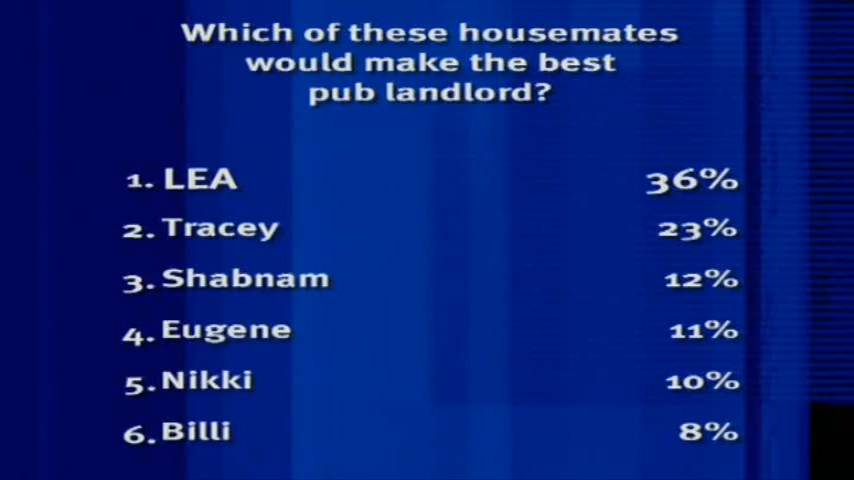 Which of these housemates
would make the best
pub landlord?
1. LEA 36%
2. Tracey 23%
3. Shabnam 12%
4. Eugene 11%
5. Nikki 10%
6. Billi 8%